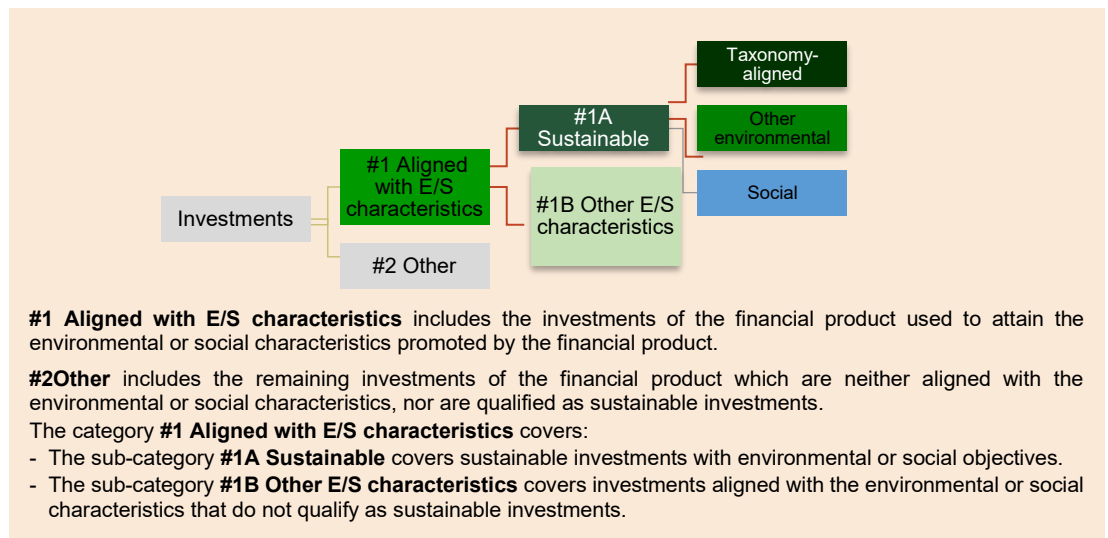 Taxonomy-
aligned
#1A
Sustainable
Other
environmental
#1 Aligned
with E/S
characteristics
Social
#1B Other E/S
characteristics
Investments
#2 Other
#1 Aligned with E/S characteristics includes the investments of the financial product used to attain the
environmental or social characteristics promoted by the financial product.
#2Other includes the remaining investments of the financial product which are neither aligned with the
environmental or social characteristics, nor are qualified as sustainable investments.
The category #1 Aligned with E/S characteristics covers:
- The sub-category #1A Sustainable covers sustainable investments with environmental or social objectives.
- The sub-category #1B Other E/S characteristics covers investments aligned with the environmental or social
characteristics that do not qualify as sustainable investments.